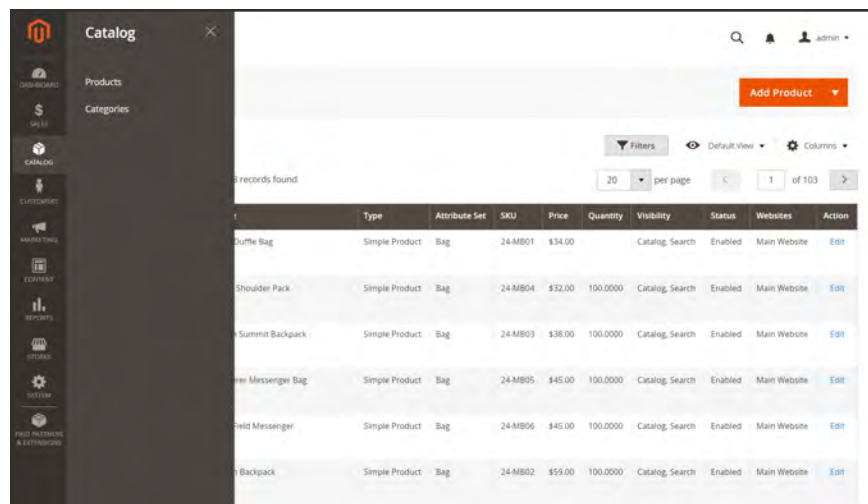 Catalog
admin
DASHBOARD
Products
Add Product
SALES
Categories
CATALOG
Filters
Default View
Columns
CUSTOMERS
records found
20
per page
1
of 103
MARKETING
Type
Attribute Set
SKU
Price
Quantity
Visibility
Status
Websites
Action
Duffle Bag
Simple Product
Bag
24-MB01
$34.00
Catalog, Search
Enabled
Main Website
Edit
CONTENT
Shoulder Pack
Simple Product
Bag
24-MB04
$32.00
100.0000
Catalog, Search
Enabled
Main Website
Edit
REPORTS
Summit Backpack
Simple Product
Bag
24-MB03
$38.00
100.0000
Catalog, Search
Enabled
Main Website
Edit
STORES
SYSTEM
Messenger Bag
Simple Product
Bag
24-MB05
$45.00
100.0000
Catalog, Search
Enabled
Main Website
Edit
FIND PARTNERS
& EXTENSIONS
Field Messenger
Simple Product
Bag
24-MB06
$45.00
100.0000
Catalog, Search
Enabled
Main Website
Edit
Backpack
Simple Product
Bag
24-MB02
$59.00
100.0000
Catalog, Search
Enabled
Main Website
Edit